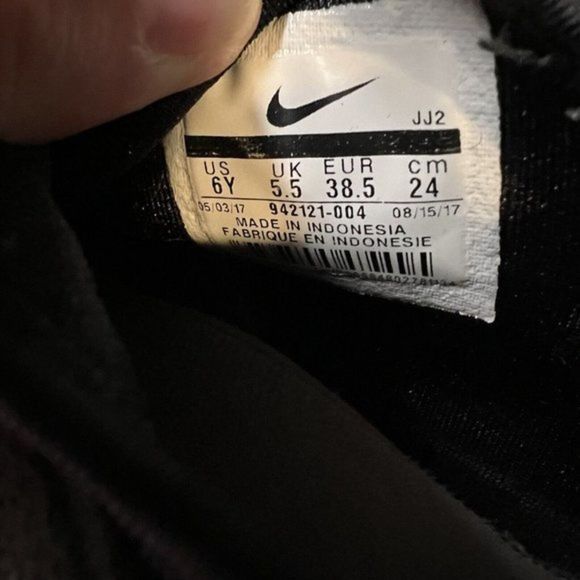 JJ2
US UK EUR cm
6Y 5.5 38.5 24
05/03/17 942121-004 08/15/17
MADE IN INDONESIA
FABRIQUE EN INDONESIE